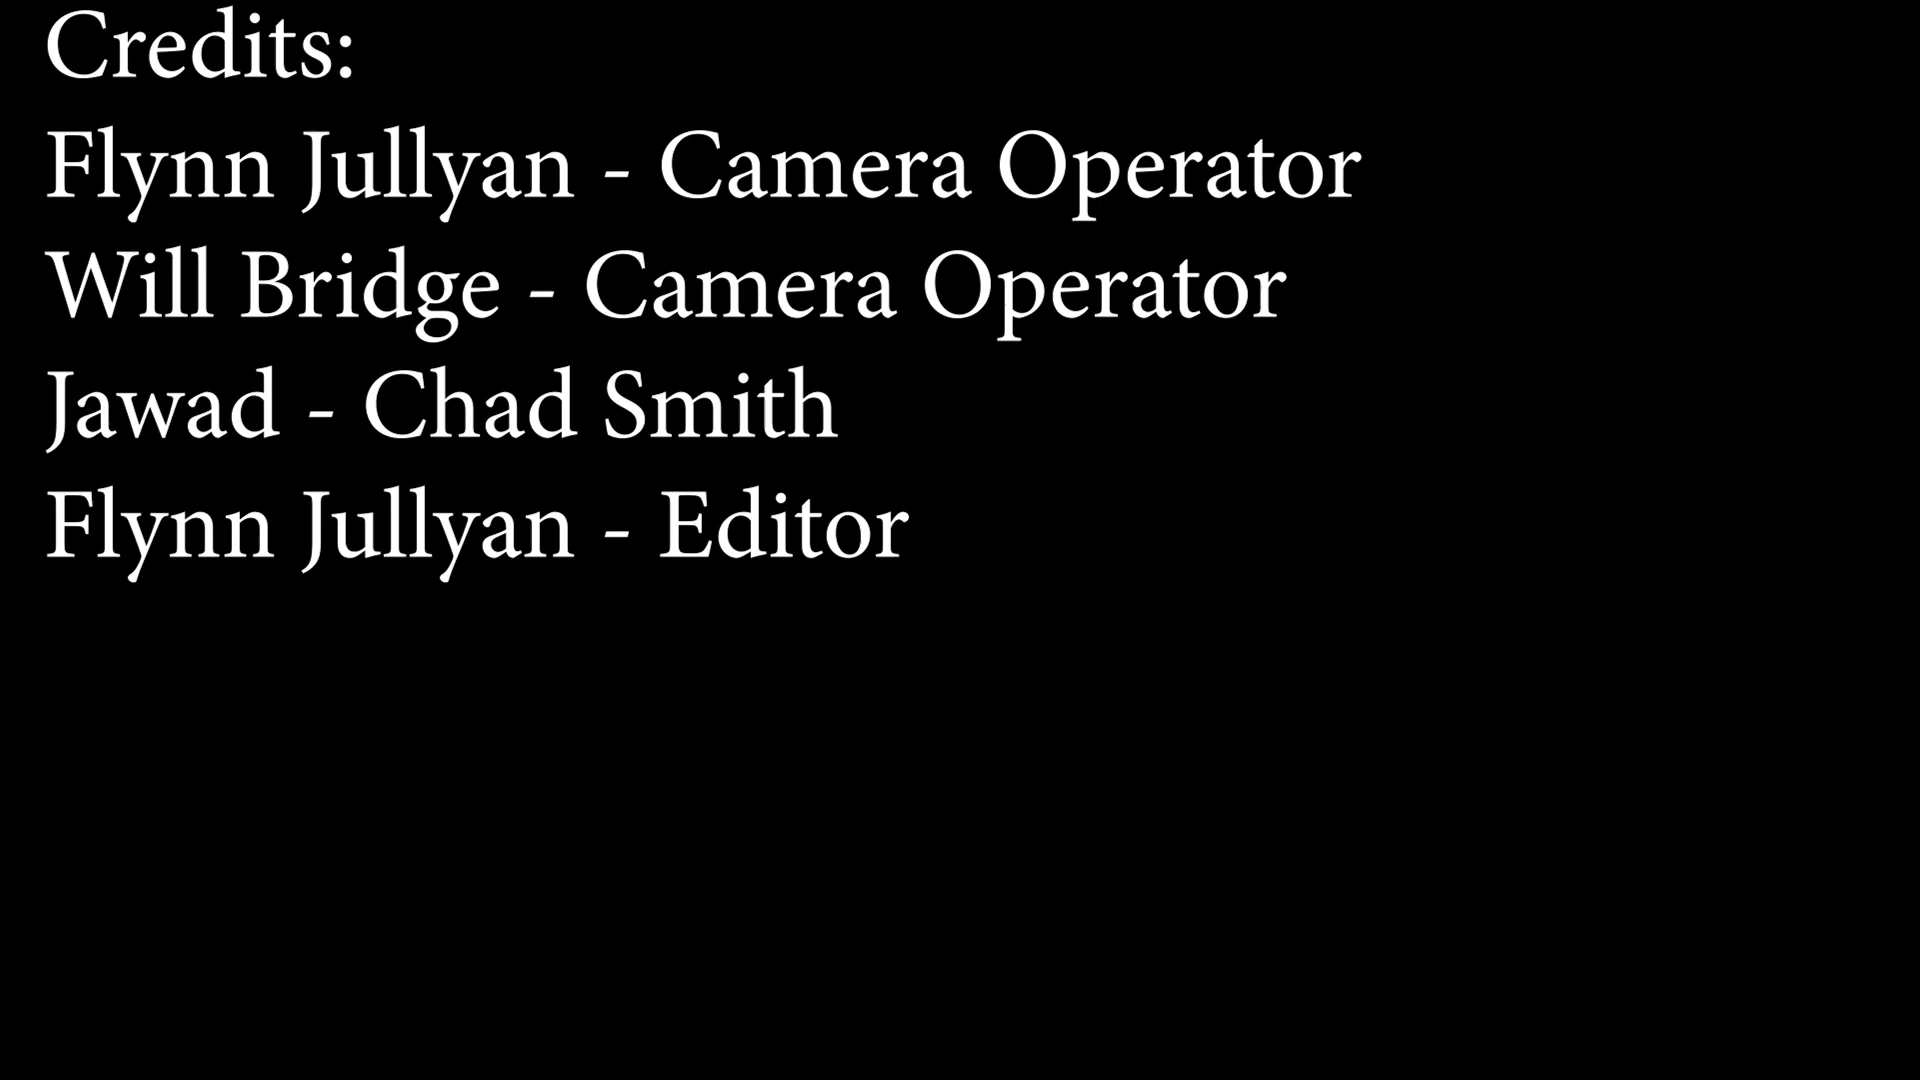 Credits:
Flynn Jullyan - Camera Operator
Will Bridge - Camera Operator
Jawad - Chad Smith
Flynn Jullyan - Editor